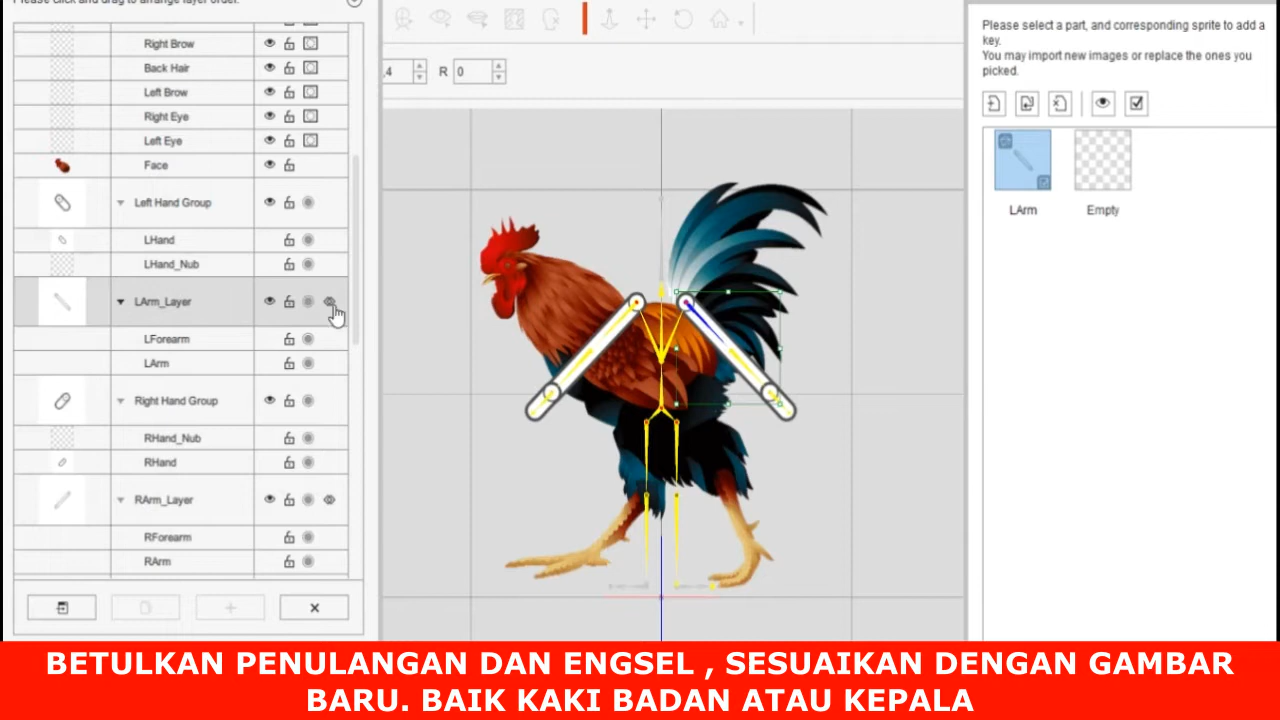 Please click and drag to arrange layer order.
Right Brow
Back Hair
Left Brow
Right Eye
Left Eye
Face
Left Hand Group
LHand
LHand_Nub
LArm_Layer
LForearm
LArm
Right Hand Group
RHand_Nub
RHand
RArm_Layer
RForearm
RArm
.4
R 0
Please select a part, and corresponding sprite to add a
key.
You may import new images or replace the ones you
picked.
LArm
Empty
BETULKAN PENULANGAN DAN ENGSEL , SESUAIKAN DENGAN GAMBAR
BARU. BAIK KAKI BADAN ATAU KEPALA